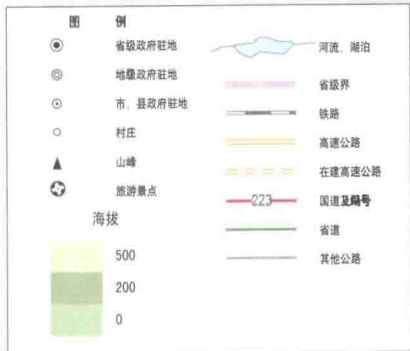 图 例
省级政府驻地
地级政府驻地
市、县政府驻地
村庄
山峰
旅游景点
海拔
500
200
0
河流、湖泊
省级界
铁路
高速公路
在建高速公路
223
国道及编号
省道
其他公路